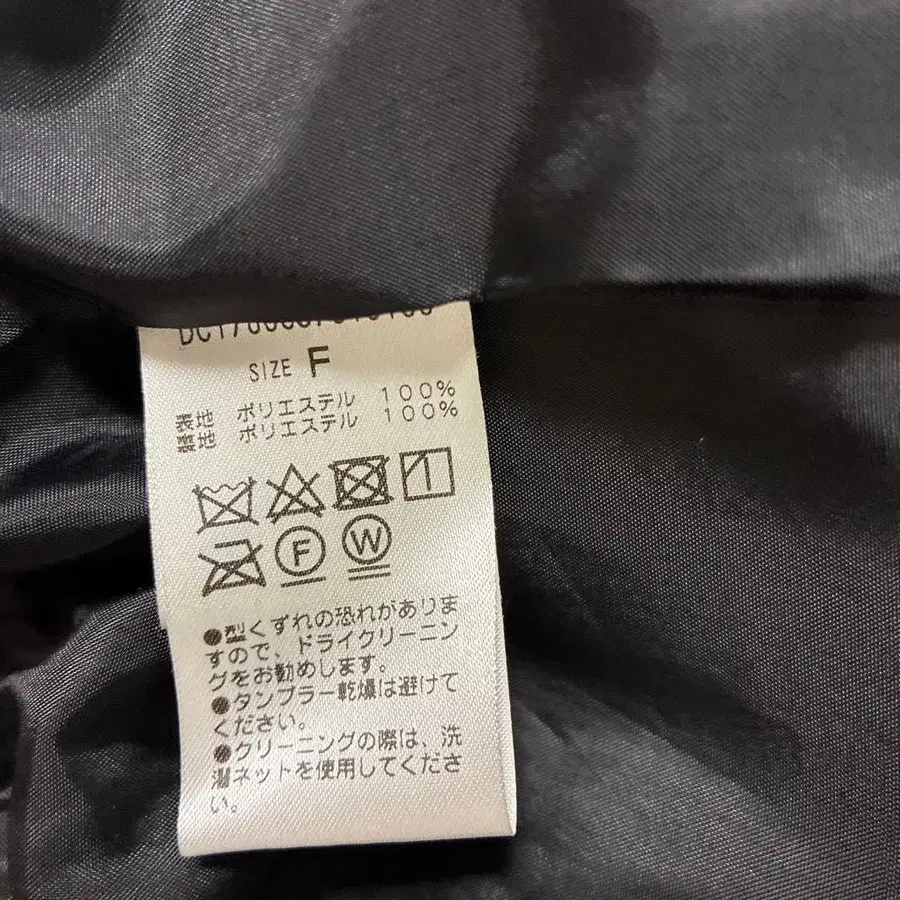 SIZE F
表地 ポリエステル 100%
裏地 ポリエステル 100%
F W
●型くずれの恐れがありま
すので、ドライクリーニン
グをお勧めします。
●タンブラー乾燥は避けて
ください。
●クリーニングの際は、洗
濯ネットを使用してくださ
い。